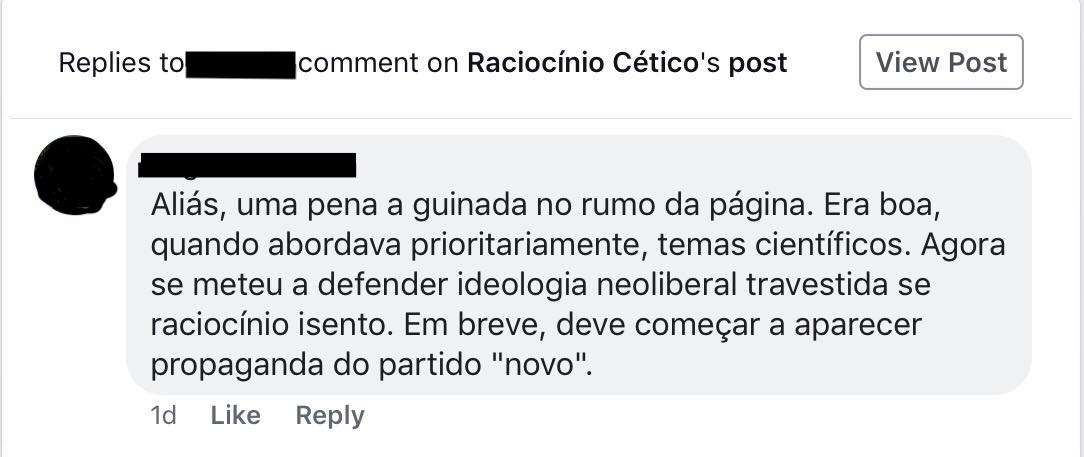 Replies to comment on Raciocínio Cético's post
View Post
Aliás, uma pena a guinada no rumo da página. Era boa,
quando abordava prioritariamente, temas científicos. Agora
se meteu a defender ideologia neoliberal travestida se
raciocínio isento. Em breve, deve começar a aparecer
propaganda do partido "novo".
1d Like Reply